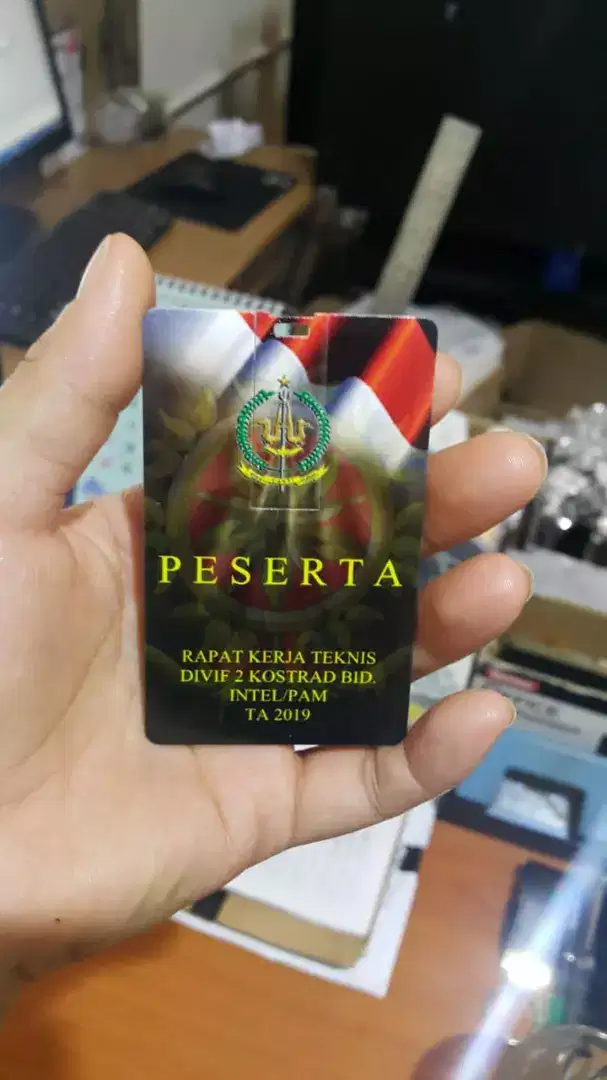 PESERTA
RAPAT KERJA TEKNIS
DIVIF 2 KOSTRAD BID.
INTEL/PAM
TA 2019